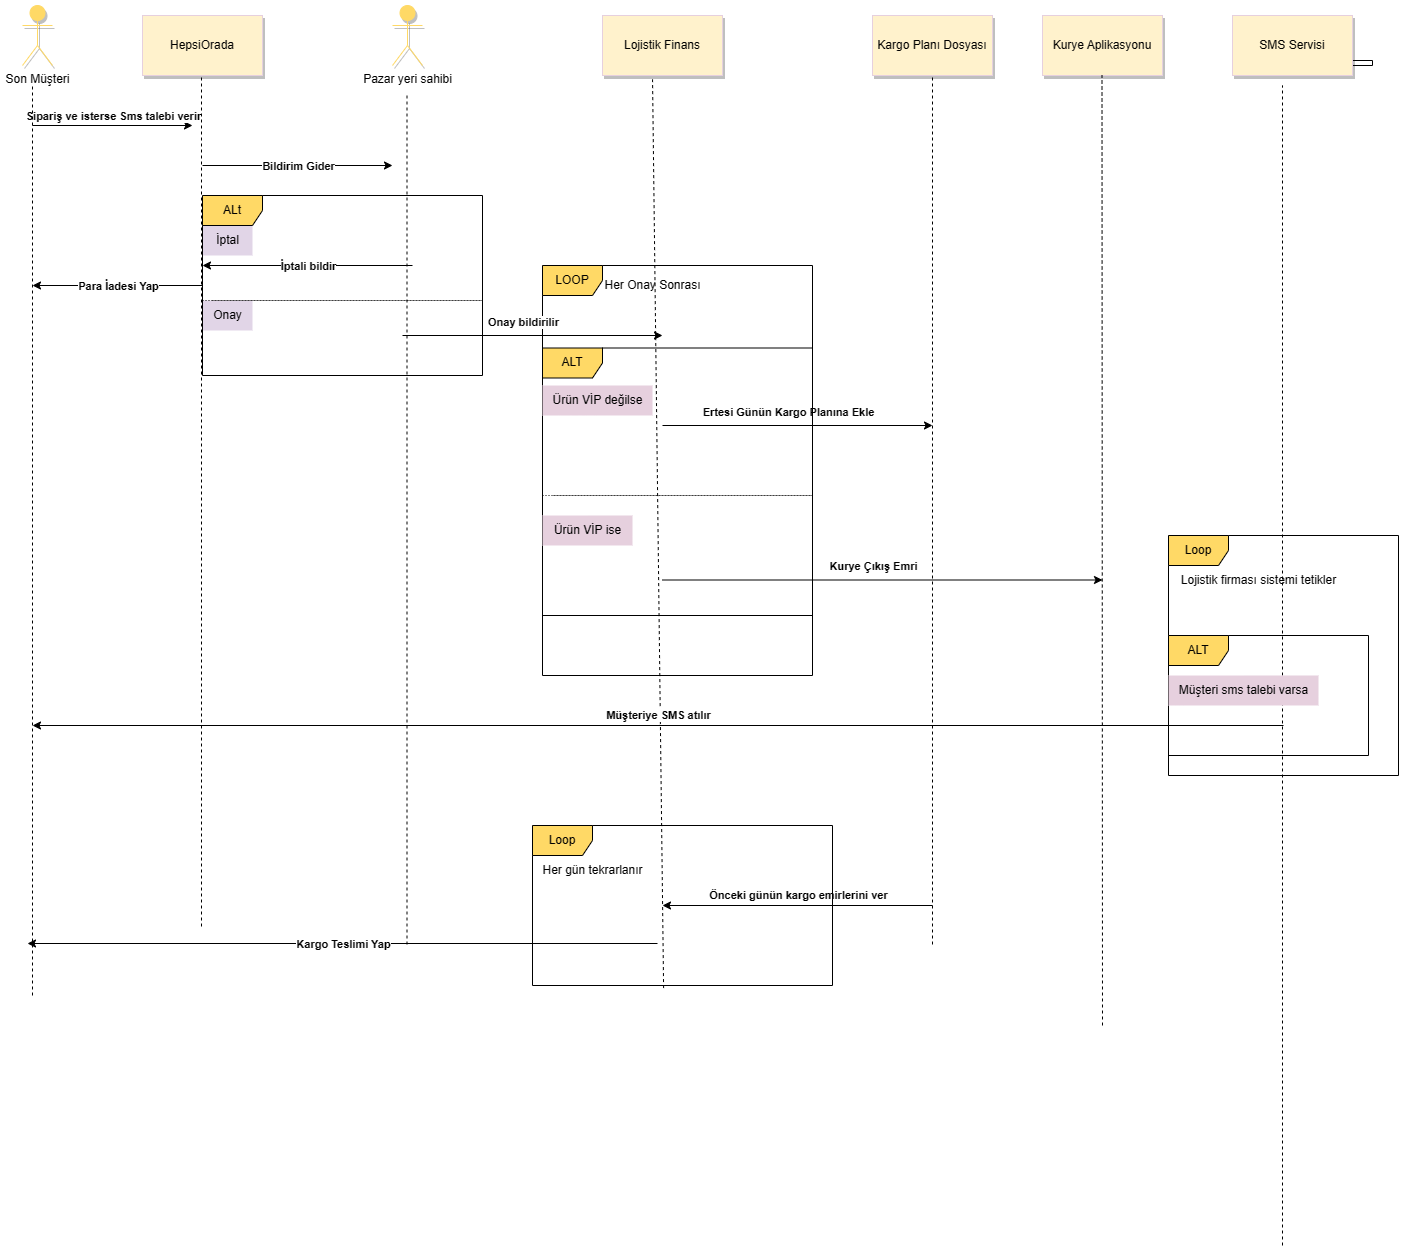 Son Müşteri
HepsiOrada
Pazar yeri sahibi
Lojistik Finans
Kargo Planı Dosyası
Kurye Aplikasyonu
SMS Servisi
Sipariş ve isterse Sms talebi verir
Bildirim Gider
ALt
İptal
İptali bildir
Para İadesi Yap
Onay
LOOP
Her Onay Sonrası
Onay bildirilir
ALT
Ürün VİP değilse
Ertesi Günün Kargo Planına Ekle
Ürün VİP ise
Kurye Çıkış Emri
Loop
Lojistik firması sistemi tetikler
ALT
Müşteri sms talebi varsa
Müşteriye SMS atılır
Loop
Her gün tekrarlanır
Önceki günün kargo emirlerini ver
Kargo Teslimi Yap